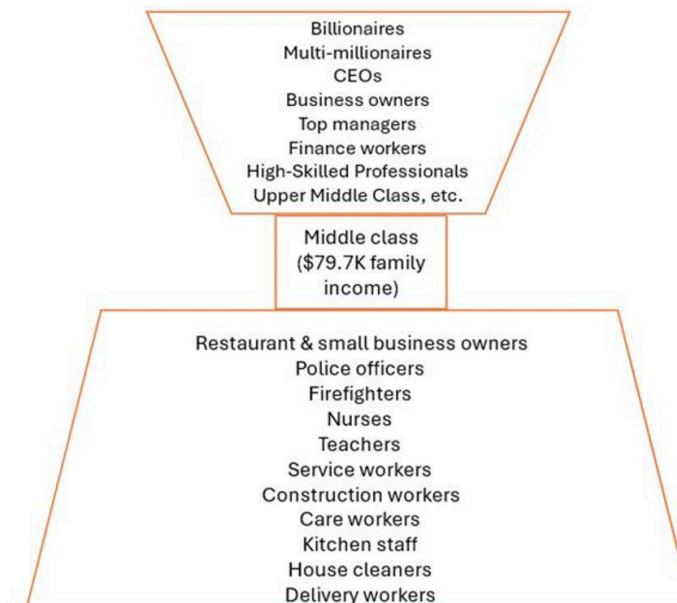 Billionaires
Multi-millionaires
CEOs
Business owners
Top managers
Finance workers
High-Skilled Professionals
Upper Middle Class, etc.
Middle class
($79.7K family
income)
Restaurant & small business owners
Police officers
Firefighters
Nurses
Teachers
Service workers
Construction workers
Care workers
Kitchen staff
House cleaners
Delivery workers